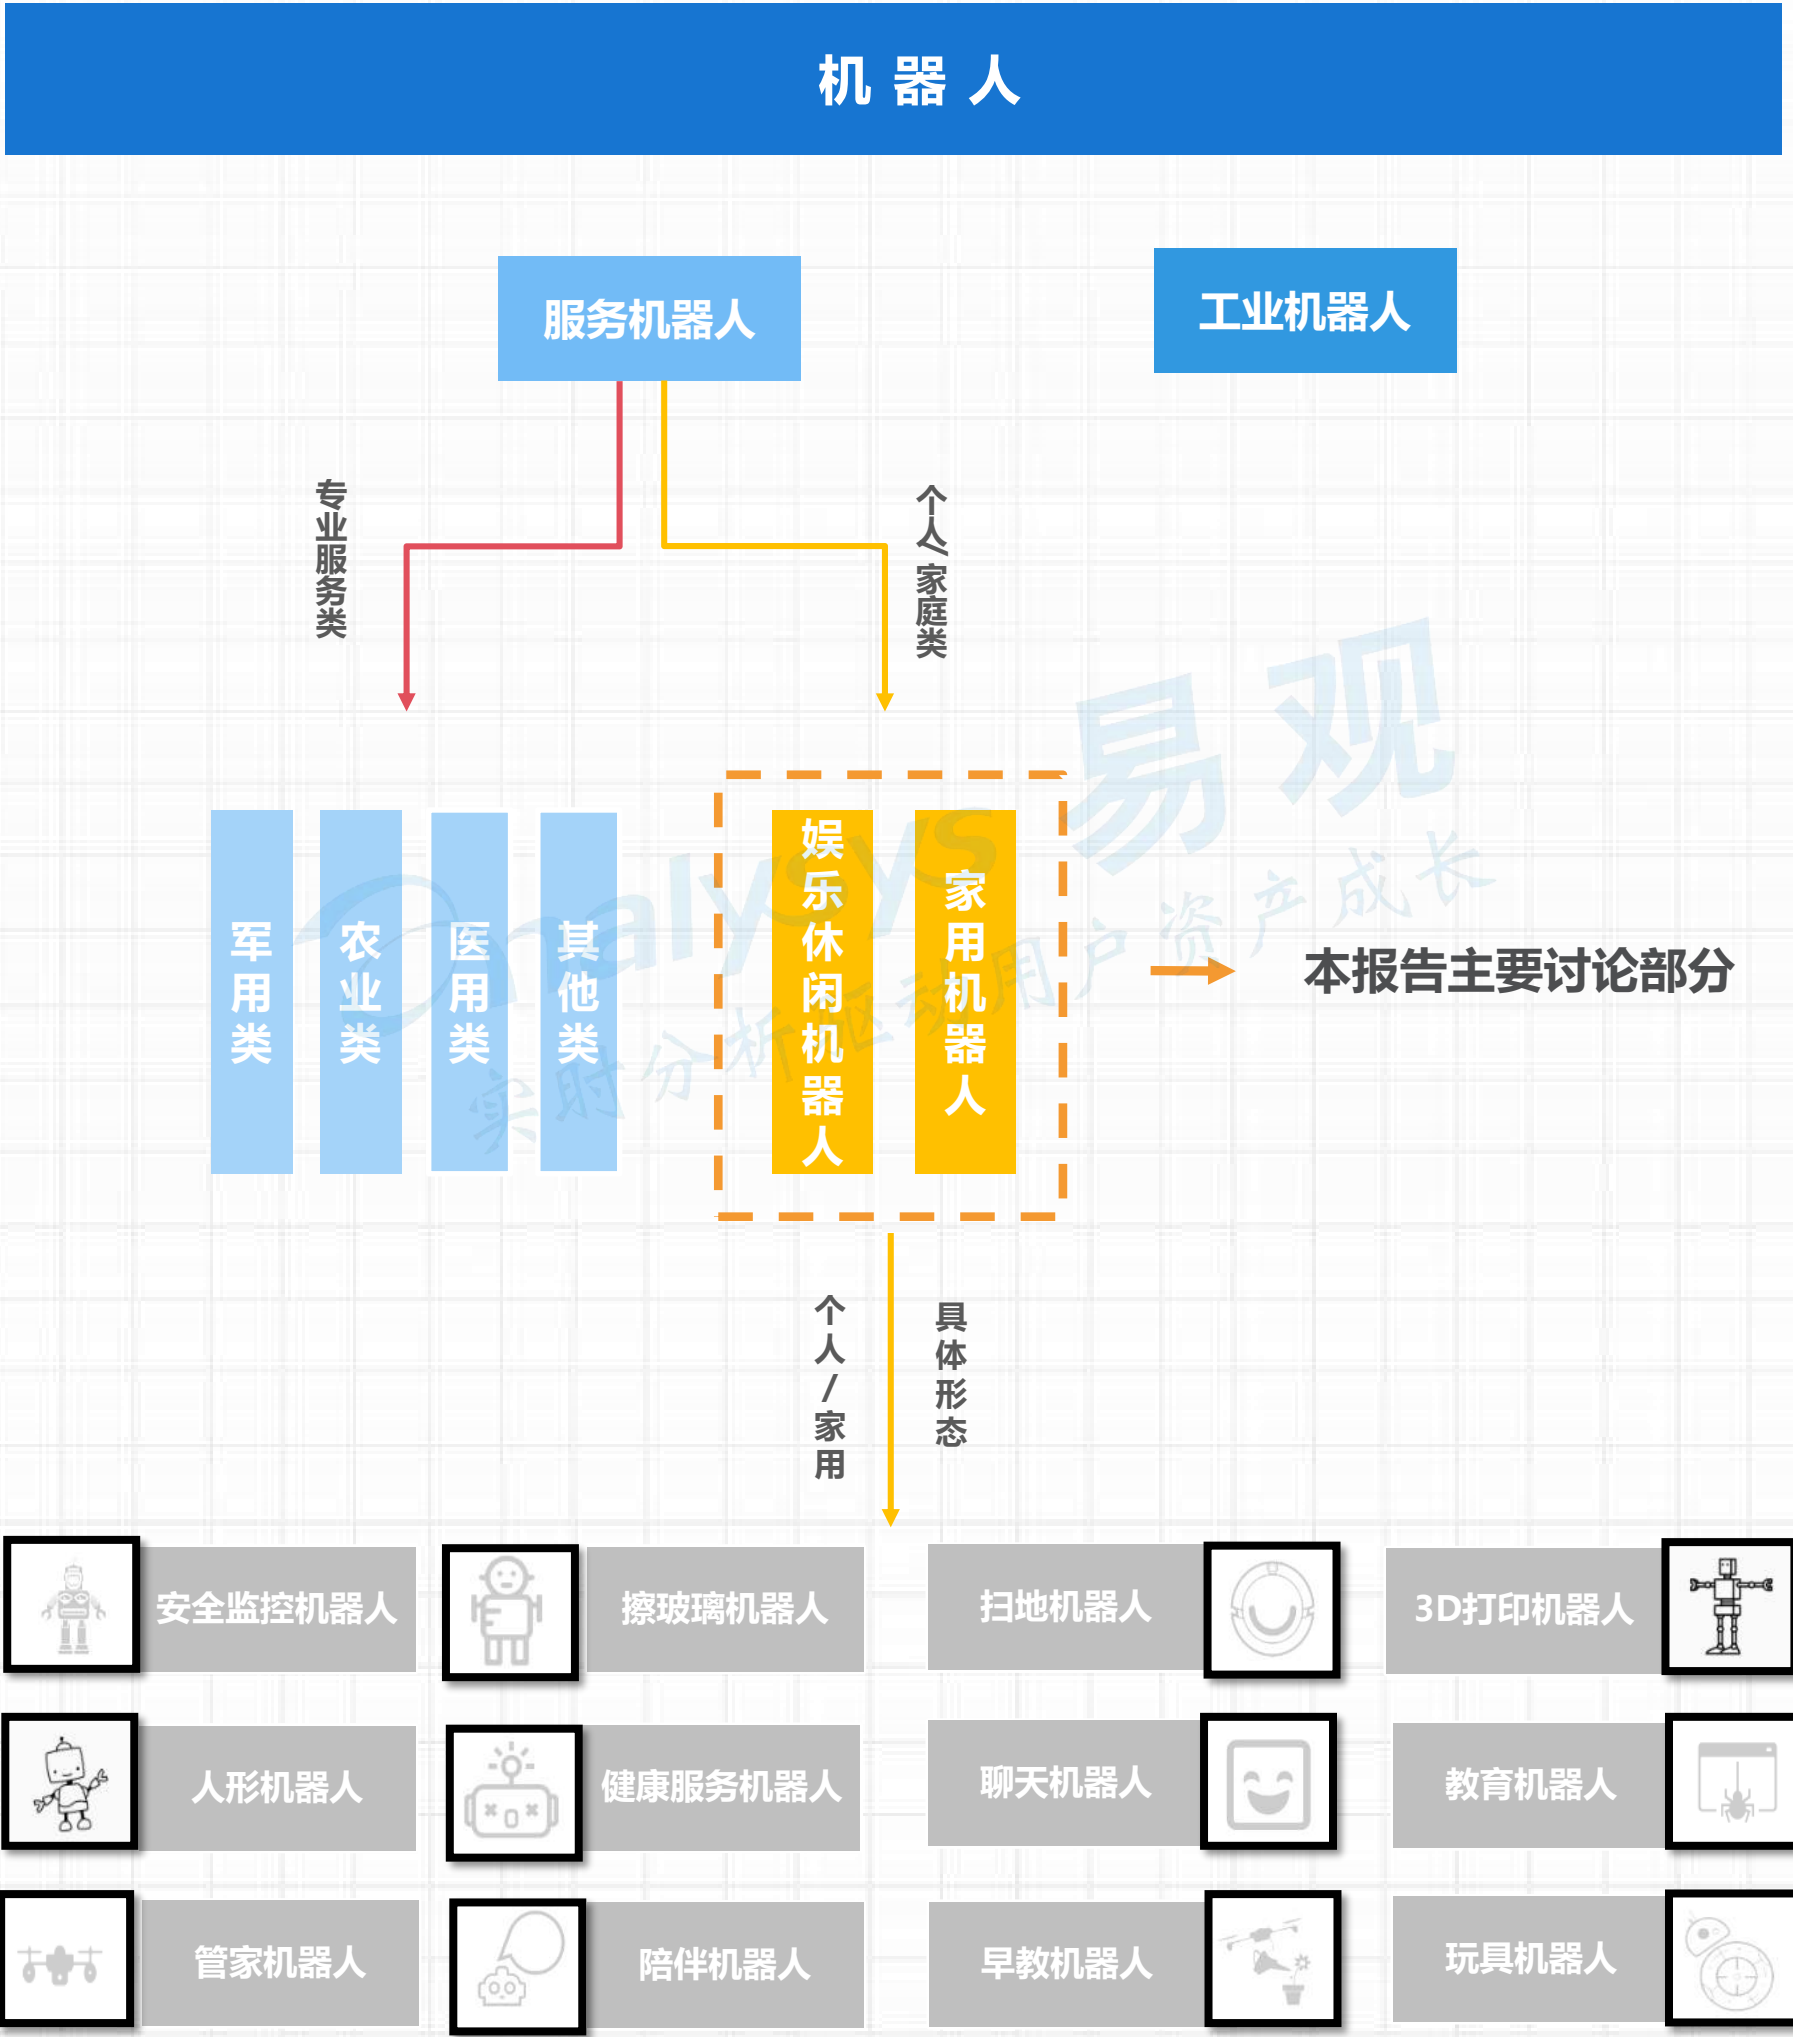 机器人
服务机器人
工业机器人
专业服务类
个人/家庭类
军用类
农业类
医用类
其他类
娱乐休闲机器人
家用机器人
本报告主要讨论部分
analysys 易观
实时分析驱动用户资产成长
个人/家用
具体形态
安全监控机器人
擦玻璃机器人
扫地机器人
3D打印机器人
人形机器人
健康服务机器人
聊天机器人
教育机器人
管家机器人
陪伴机器人
早教机器人
玩具机器人